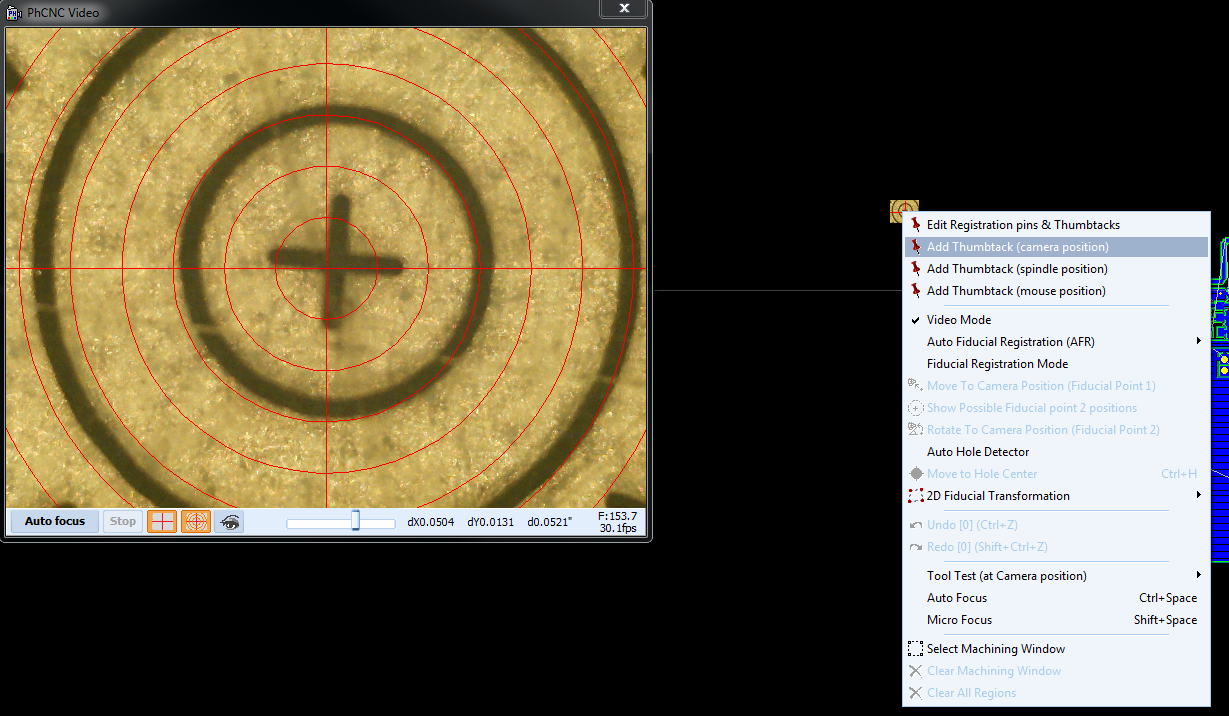 PhCNC Video
Auto focus
Stop
dX0.0504 dY0.0131 d0.0521"
F:153.7
30.1fps
Edit Registration pins & Thumbtacks
Add Thumbtack (camera position)
Add Thumbtack (spindle position)
Add Thumbtack (mouse position)
Video Mode
Auto Fiducial Registration (AFR)
Fiducial Registration Mode
Move To Camera Position (Fiducial Point 1)
Show Possible Fiducial point 2 positions
Rotate To Camera Position (Fiducial Point 2)
Auto Hole Detector
Move to Hole Center Ctrl+H
2D Fiducial Transformation
Undo [0] (Ctrl+Z)
Redo [0] (Shift+Ctrl+Z)
Tool Test (at Camera position)
Auto Focus Ctrl+Space
Micro Focus Shift+Space
Select Machining Window
Clear Machining Window
Clear All Regions